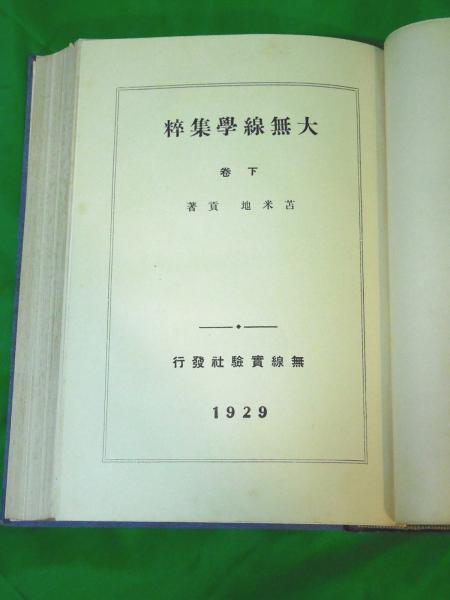 大無線學集粹
下卷
苫米地貢著
無線實驗社發行
1929